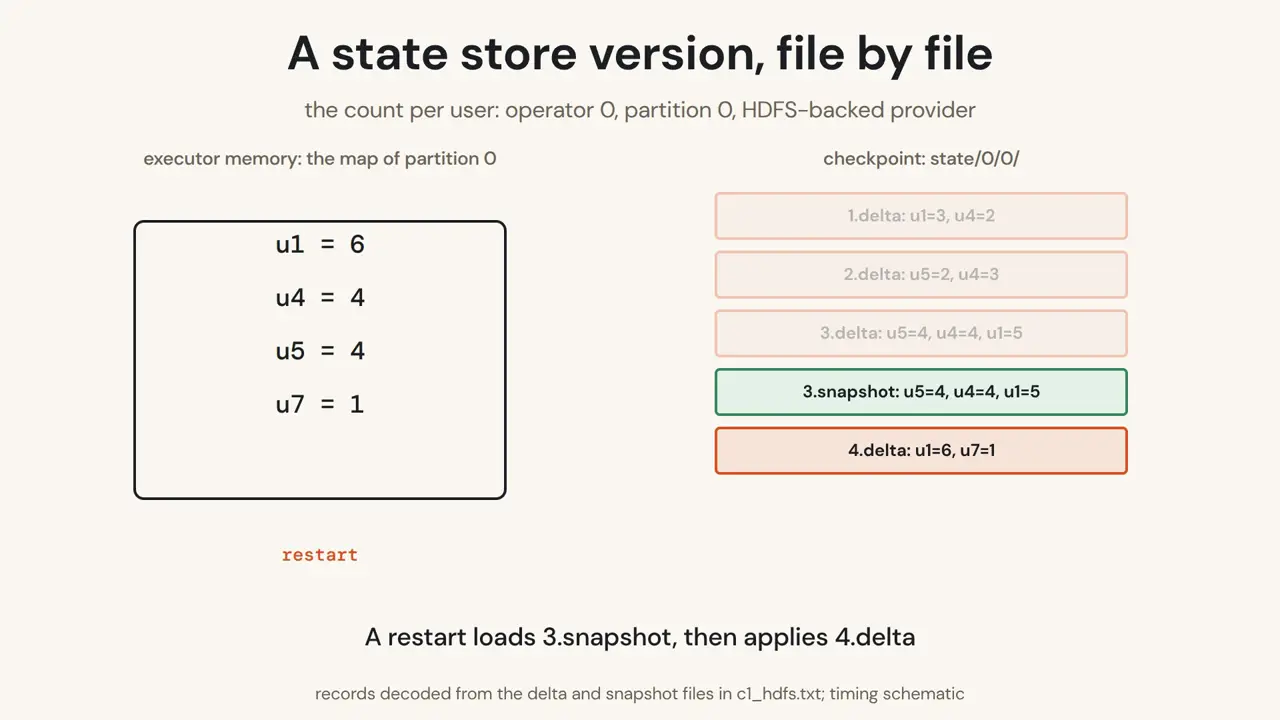 A state store version, file by file
the count per user: operator 0, partition 0, HDFS-backed provider
executor memory: the map of partition 0
u1 = 6
u4 = 4
u5 = 4
u7 = 1
restart
checkpoint: state/0/0/
1.delta: u1=3, u4=2
2.delta: u5=2, u4=3
3.delta: u5=4, u4=4, u1=5
3.snapshot: u5=4, u4=4, u1=5
4.delta: u1=6, u7=1
A restart loads 3.snapshot, then applies 4.delta
records decoded from the delta and snapshot files in c1_hdfs.txt; timing schematic